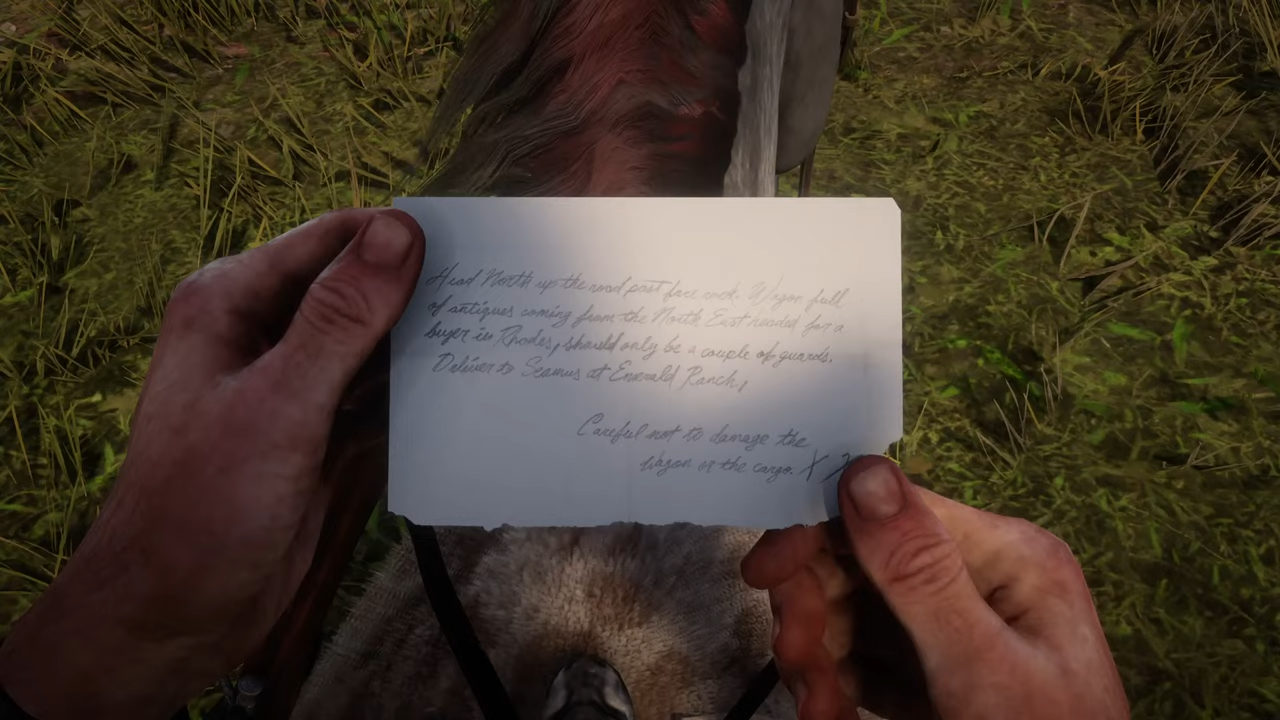 Head North up the road past face rock. Wagon full
of antiques coming from the North East needed for a
buyer in Rhodes, should only be a couple of guards.
Deliver to Seamus at Emerald Ranch,
Careful not to damage the
Wagon or the cargo. X